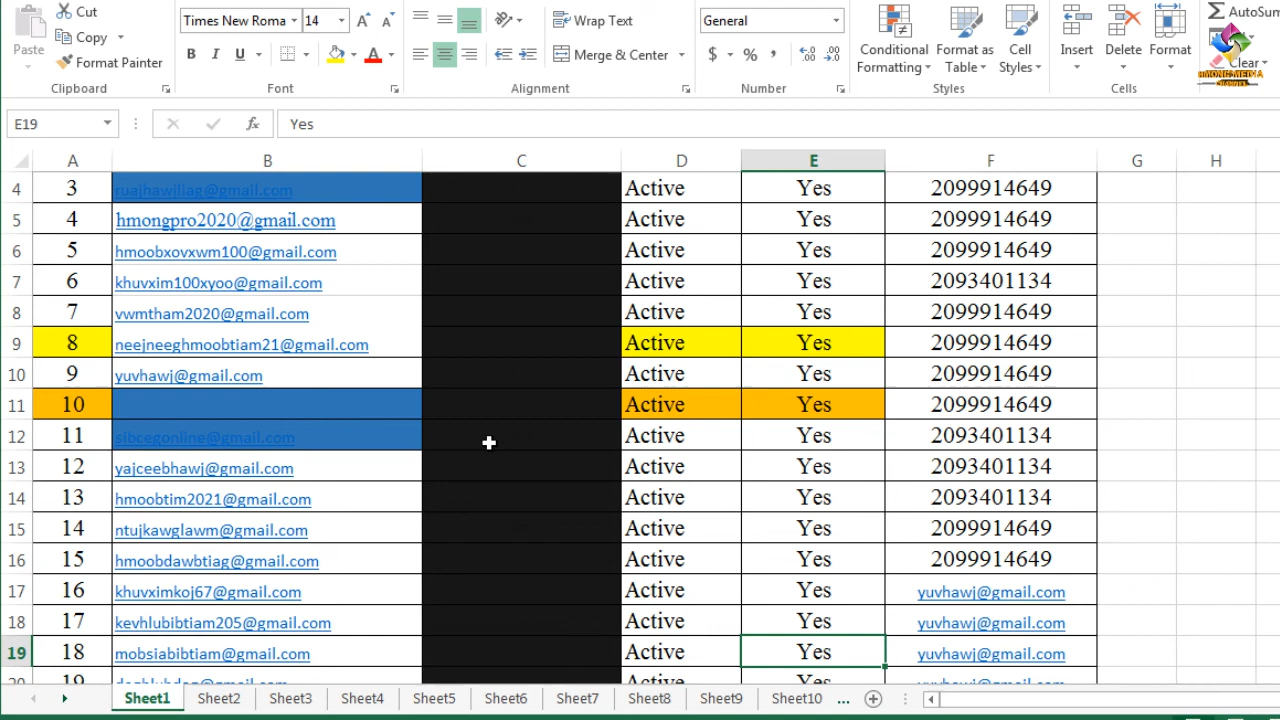 Cut
Times New Roma 14
Wrap Text
General
AutoSum
Paste
Copy
Format Painter
B I U
Merge & Center
$ % ,
Conditional Formatting
Format as Table
Cell Styles
Insert
Delete
Format
Clear
HMONG MEDIA
CHANNEL
Clipboard
Font
Alignment
Number
Styles
Cells
E19
fx
Yes
A B C D E F G H
4 3 ruajhawjliag@gmail.com Active Yes 2099914649
5 4 hmongpro2020@gmail.com Active Yes 2099914649
6 5 hmoobxovxwm100@gmail.com Active Yes 2099914649
7 6 khuvxim100xyoo@gmail.com Active Yes 2093401134
8 7 vwmtham2020@gmail.com Active Yes 2099914649
9 8 neejneeghmoobtiam21@gmail.com Active Yes 2099914649
10 9 yuvhawj@gmail.com Active Yes 2099914649
11 10 Active Yes 2099914649
12 11 sibcegonline@gmail.com Active Yes 2093401134
13 12 yajceebhawj@gmail.com Active Yes 2093401134
14 13 hmoobtim2021@gmail.com Active Yes 2093401134
15 14 ntujkawglawm@gmail.com Active Yes 2099914649
16 15 hmoobdawbtiag@gmail.com Active Yes 2099914649
17 16 khuvximkoj67@gmail.com Active Yes yuvhawj@gmail.com
18 17 kevhlubibtiam205@gmail.com Active Yes yuvhawj@gmail.com
19 18 mobsiabibtiam@gmail.com Active Yes yuvhawj@gmail.com
Sheet1 Sheet2 Sheet3 Sheet4 Sheet5 Sheet6 Sheet7 Sheet8 Sheet9 Sheet10 ...